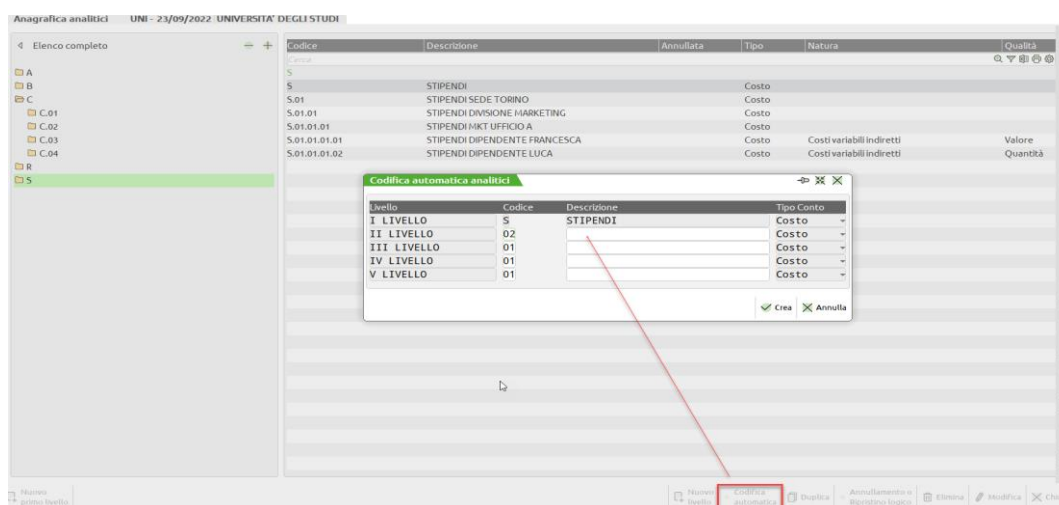 Anagrafica analitici UNI - 23/09/2022 UNIVERSITA' DEGLI STUDI
Elenco completo
A
B
C
C.01
C.02
C.03
C.04
R
S
Codice Descrizione Annullata Tipo Natura Qualità
Cerca
S
S STIPENDI Costo
S.01 STIPENDI SEDE TORINO Costo
S.01.01 STIPENDI DIVISIONE MARKETING Costo
S.01.01.01 STIPENDI MKT UFFICIO A Costo
S.01.01.01.01 STIPENDI DIPENDENTE FRANCESCA Costo Costi variabili indiretti Valore
S.01.01.01.02 STIPENDI DIPENDENTE LUCA Costo Costi variabili indiretti Quantità
Codifica automatica analitici
Livello Codice Descrizione Tipo Conto
I LIVELLO S STIPENDI Costo
II LIVELLO 02 Costo
III LIVELLO 01 Costo
IV LIVELLO 01 Costo
V LIVELLO 01 Costo
Crea Annulla
Nuovo
primo livello
Nuovo
livello
Codifica
automatica
Duplica
Annullamento o
Ripristino logico
Elimina
Modifica